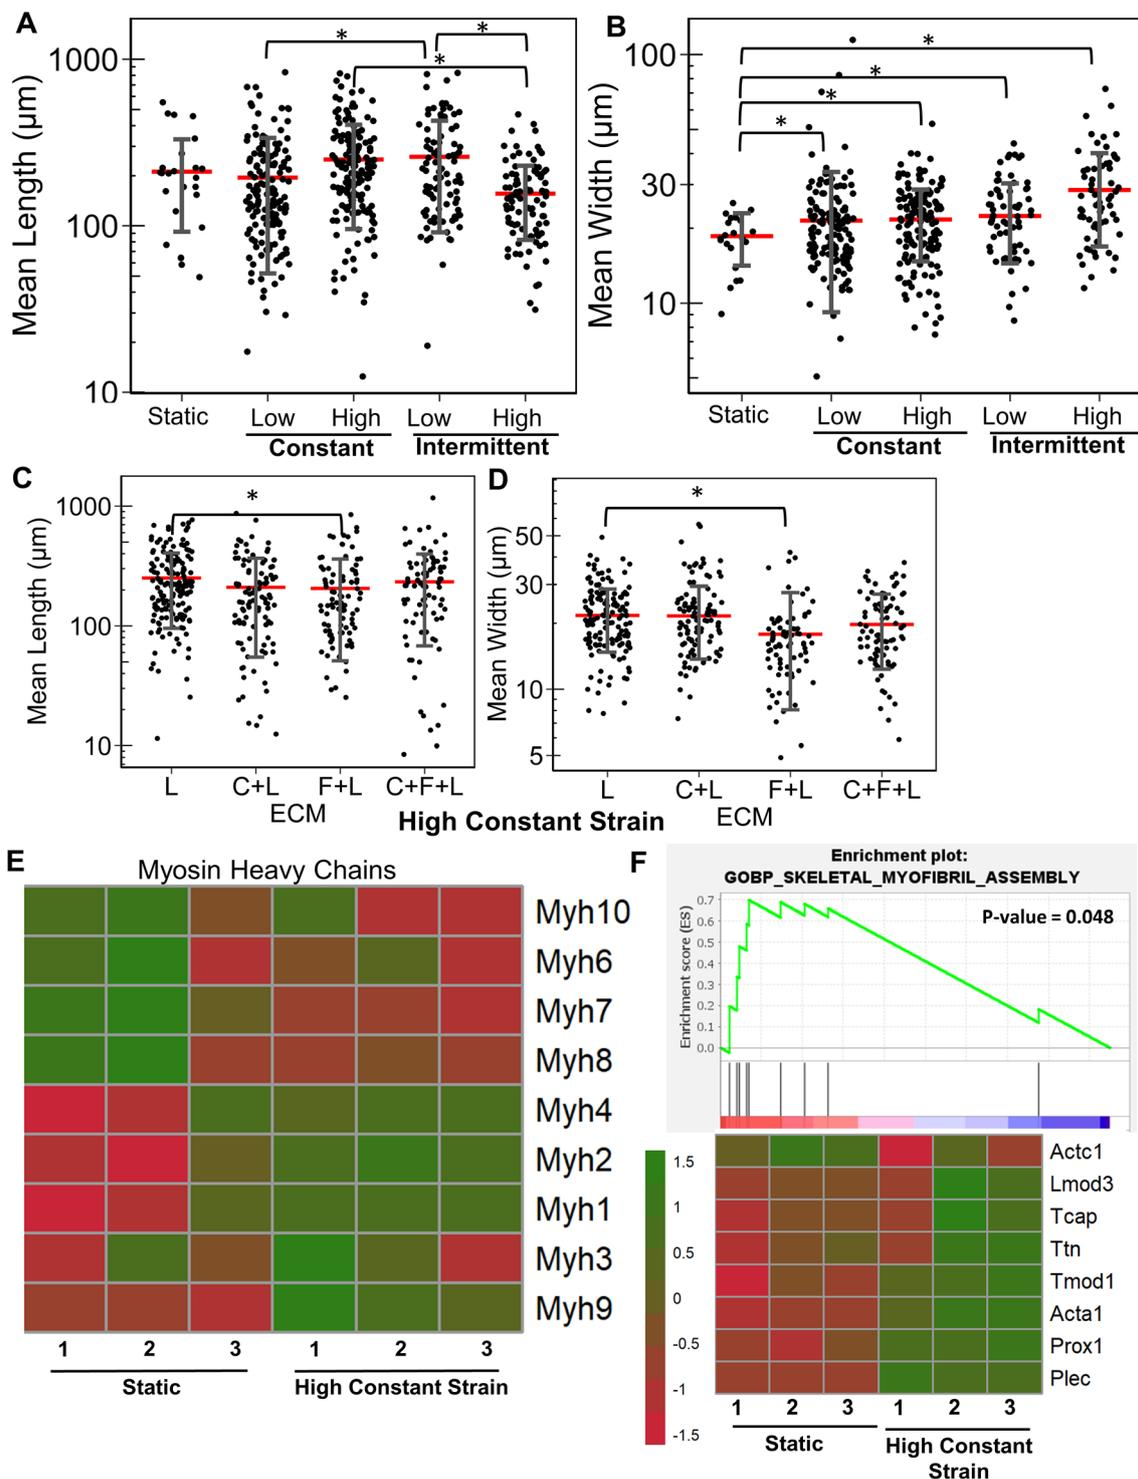 A
B
*
*
*
Mean Length (µm)
1000
100
10
Static
Low
High
Low
High
Constant
Intermittent
*
*
*
*
Mean Width (µm)
100
30
10
Static
Low
High
Low
High
Constant
Intermittent
C
D
*
Mean Length (µm)
1000
100
10
L
C+L
F+L
C+F+L
ECM
*
Mean Width (µm)
50
30
10
5
L
C+L
F+L
C+F+L
ECM
High Constant Strain
E
Myosin Heavy Chains
Myh10
Myh6
Myh7
Myh8
Myh4
Myh2
Myh1
Myh3
Myh9
1 2 3 1 2 3
Static
High Constant Strain
F
Enrichment plot:
GOBP_SKELETAL_MYOFIBRIL_ASSEMBLY
P-value = 0.048
Enrichment score (ES)
0.7
0.6
0.5
0.4
0.3
0.2
0.1
0.0
1.5
1
0.5
0
-0.5
-1
-1.5
Actc1
Lmod3
Tcap
Ttn
Tmod1
Acta1
Prox1
Plec
1 2 3 1 2 3
Static
High Constant
Strain